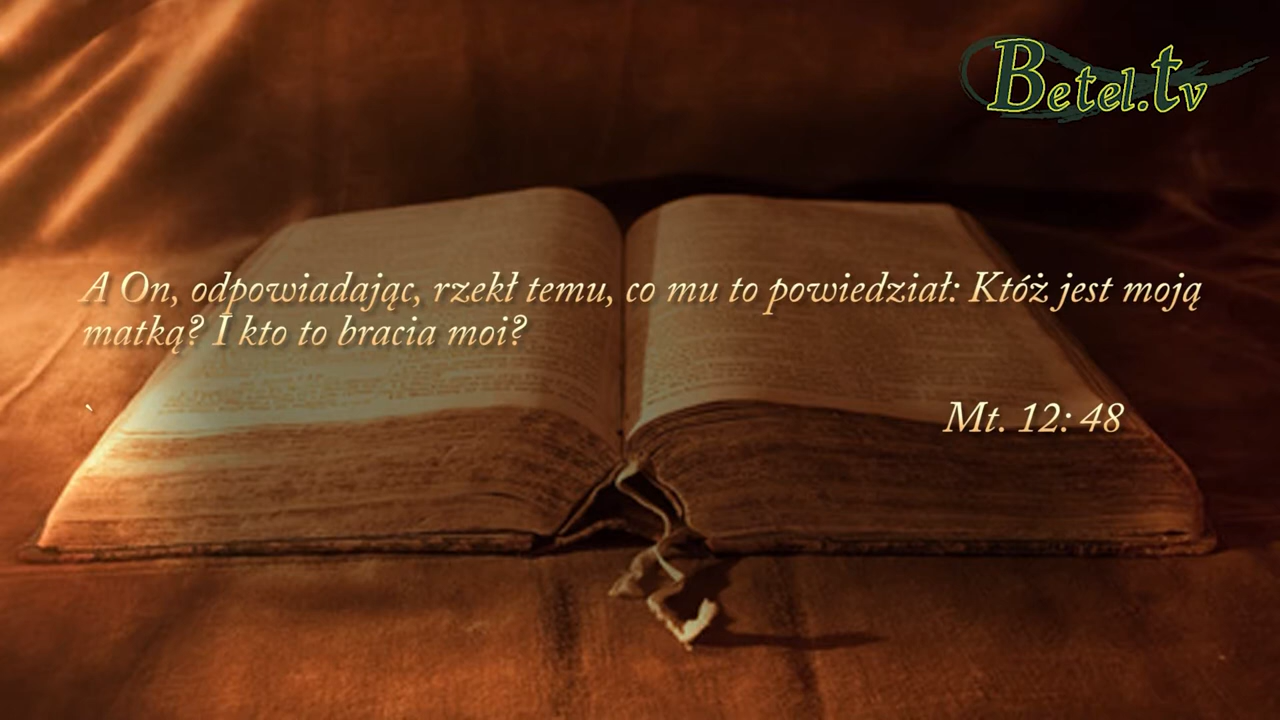 Betel.tv
A On, odpowiadając, rzekł temu, co mu to powiedział: Któż jest moją
matką? I kto to bracia moi?
`
Mt. 12: 48